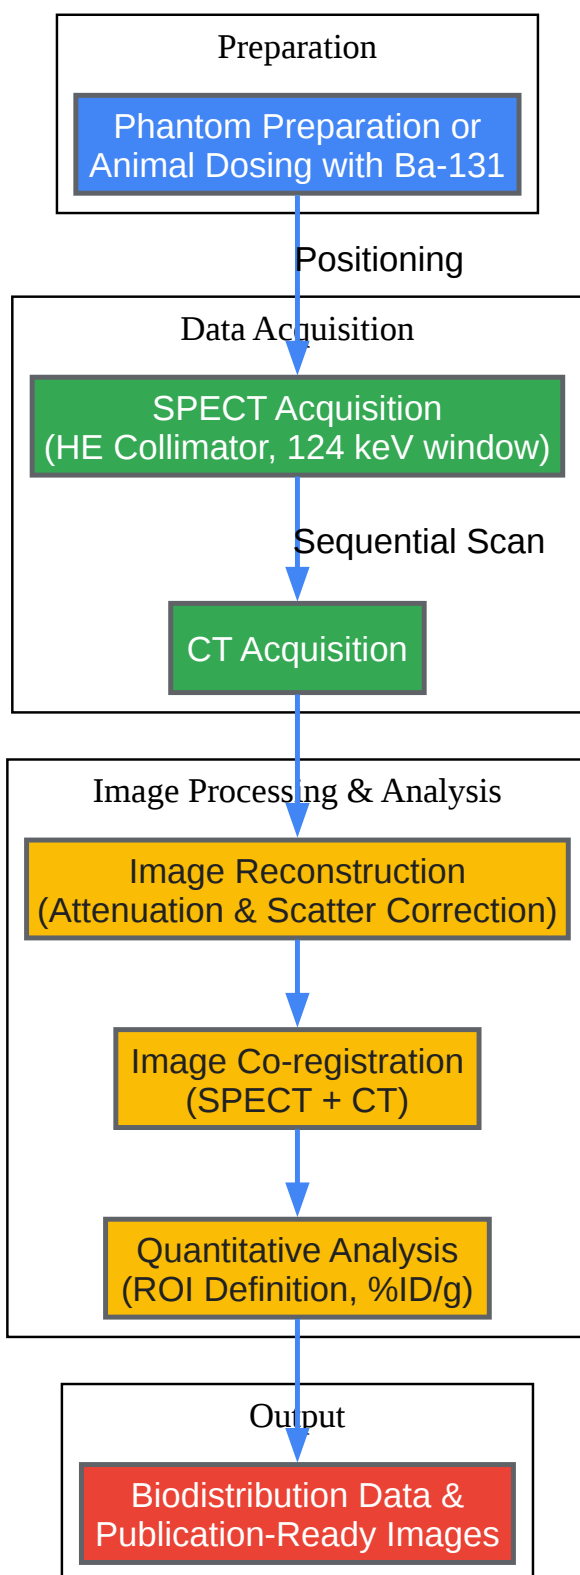 Preparation
Phantom Preparation or
Animal Dosing with Ba-131
Positioning
Data Acquisition
SPECT Acquisition
(HE Collimator, 124 keV window)
Sequential Scan
CT Acquisition
Image Processing & Analysis
Image Reconstruction
(Attenuation & Scatter Correction)
Image Co-registration
(SPECT + CT)
Quantitative Analysis
(ROI Definition, %ID/g)
Output
Biodistribution Data &
Publication-Ready Images